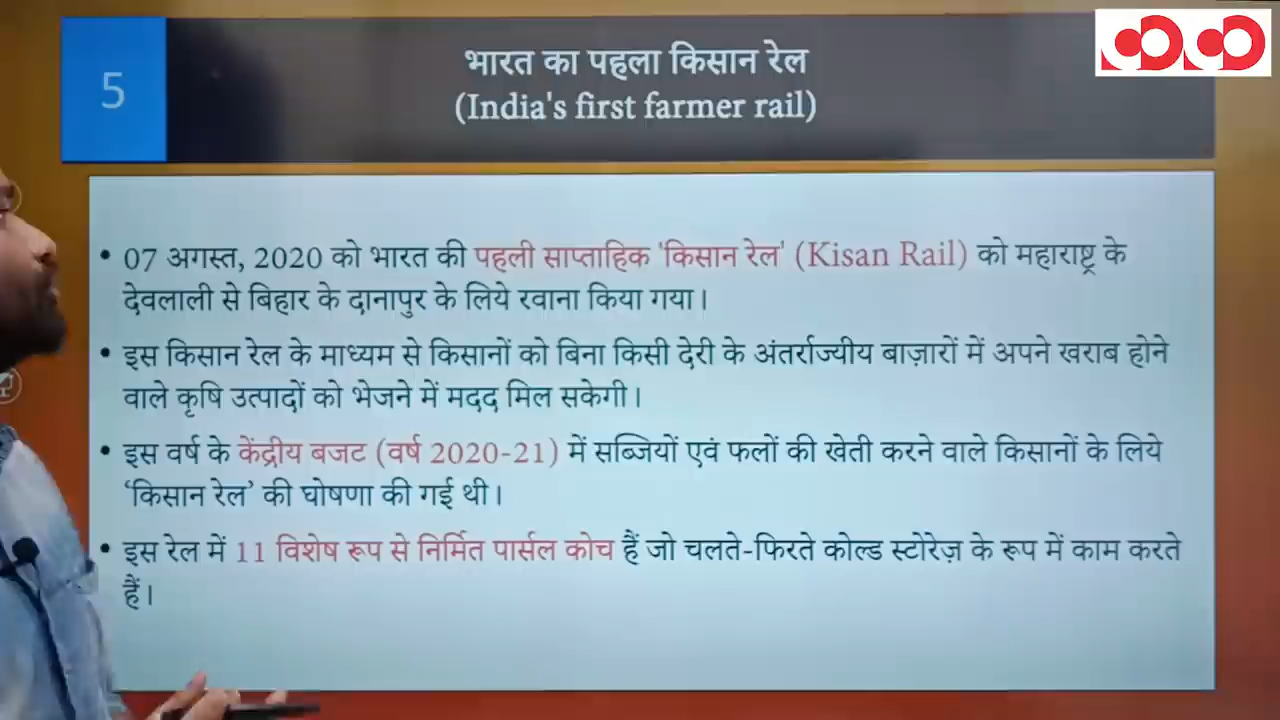 5
भारत का पहला किसान रेल
(India's first farmer rail)
• 07 अगस्त, 2020 को भारत की पहली साप्ताहिक 'किसान रेल' (Kisan Rail) को महाराष्ट्र के
देवलाली से बिहार के दानापुर के लिये रवाना किया गया।
• इस किसान रेल के माध्यम से किसानों को बिना किसी देरी के अंतर्राज्यीय बाज़ारों में अपने खराब होने
वाले कृषि उत्पादों को भेजने में मदद मिल सकेगी।
• इस वर्ष के केंद्रीय बजट (वर्ष 2020-21) में सब्जियों एवं फलों की खेती करने वाले किसानों के लिये
‘किसान रेल’ की घोषणा की गई थी।
• इस रेल में 11 विशेष रूप से निर्मित पार्सल कोच हैं जो चलते-फिरते कोल्ड स्टोरेज़ के रूप में काम करते
हैं।